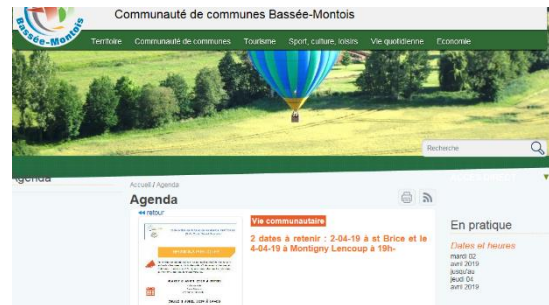 Communauté de communes Bassée-Montois
Bassée-Montois
Territoire Communauté de communes Tourisme Sport, culture, loisirs Vie quotidienne Economie
Recherche
Agenda
Accueil / Agenda
Agenda
retour
Vie communautaire
2 dates à retenir : 2-04-19 à st Brice et le
4-04-19 à Montigny Lencoup à 19h-
En pratique
Dates et heures
mardi 02
avril 2019
jusqu'au
jeudi 04
avril 2019